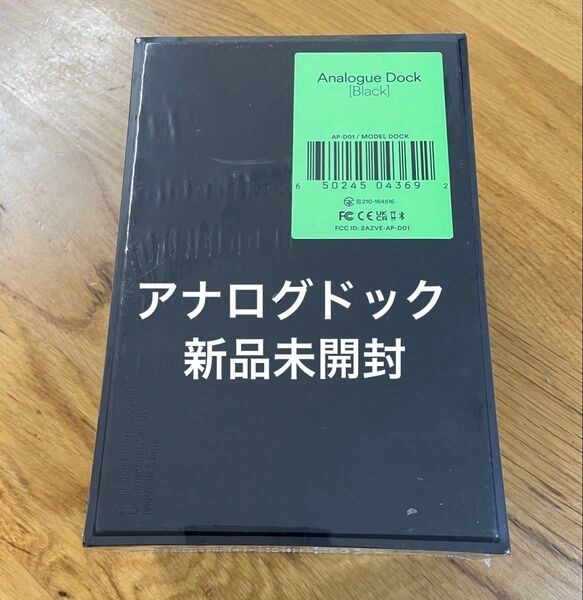 Analogue Dock
[Black]
AP-D01 / MODEL DOCK
6 50245 04369 2
210-164516
FCC ID: 2AZVE-AP-D01
アナログドック
新品未開封